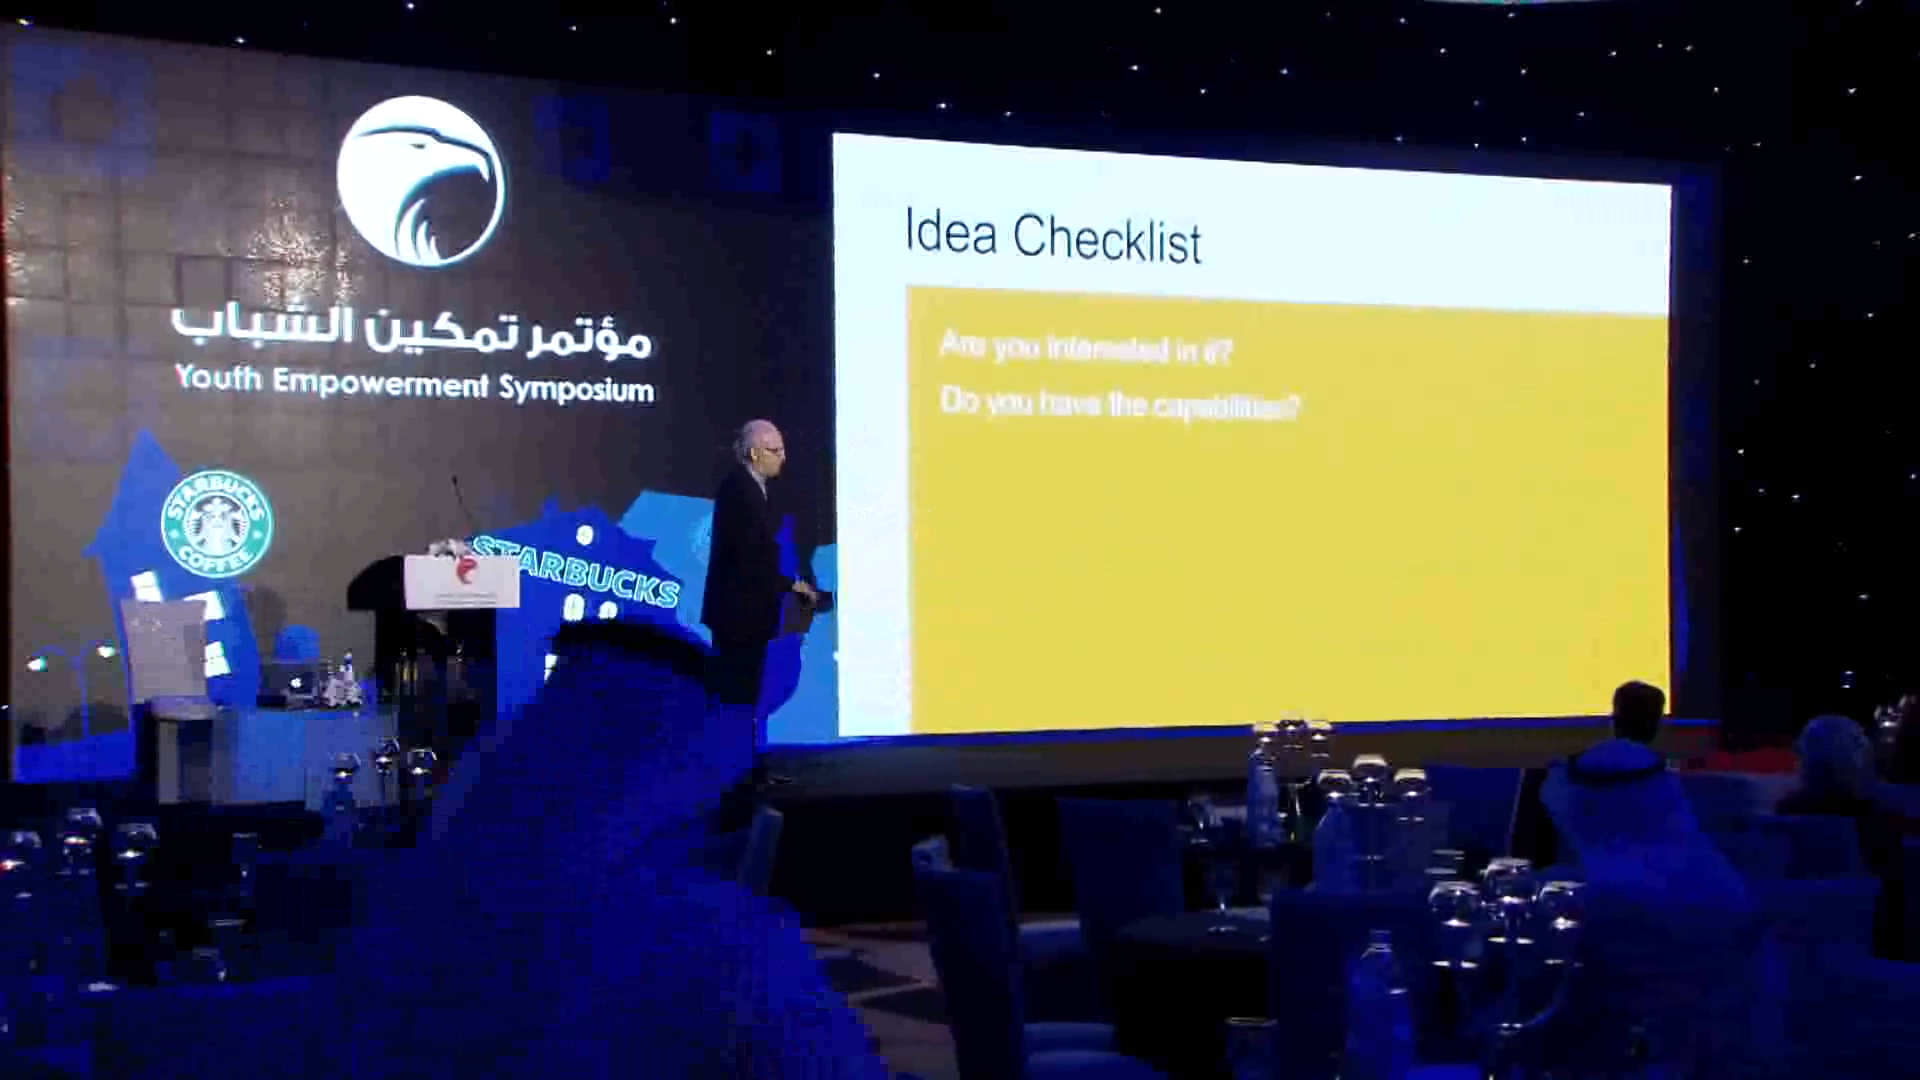 مؤتمر تمكين الشباب
Youth Empowerment Symposium
STARBUCKS
COFFEE
STARBUCKS
Idea Checklist
Are you interested in it?
Do you have the capabilities?